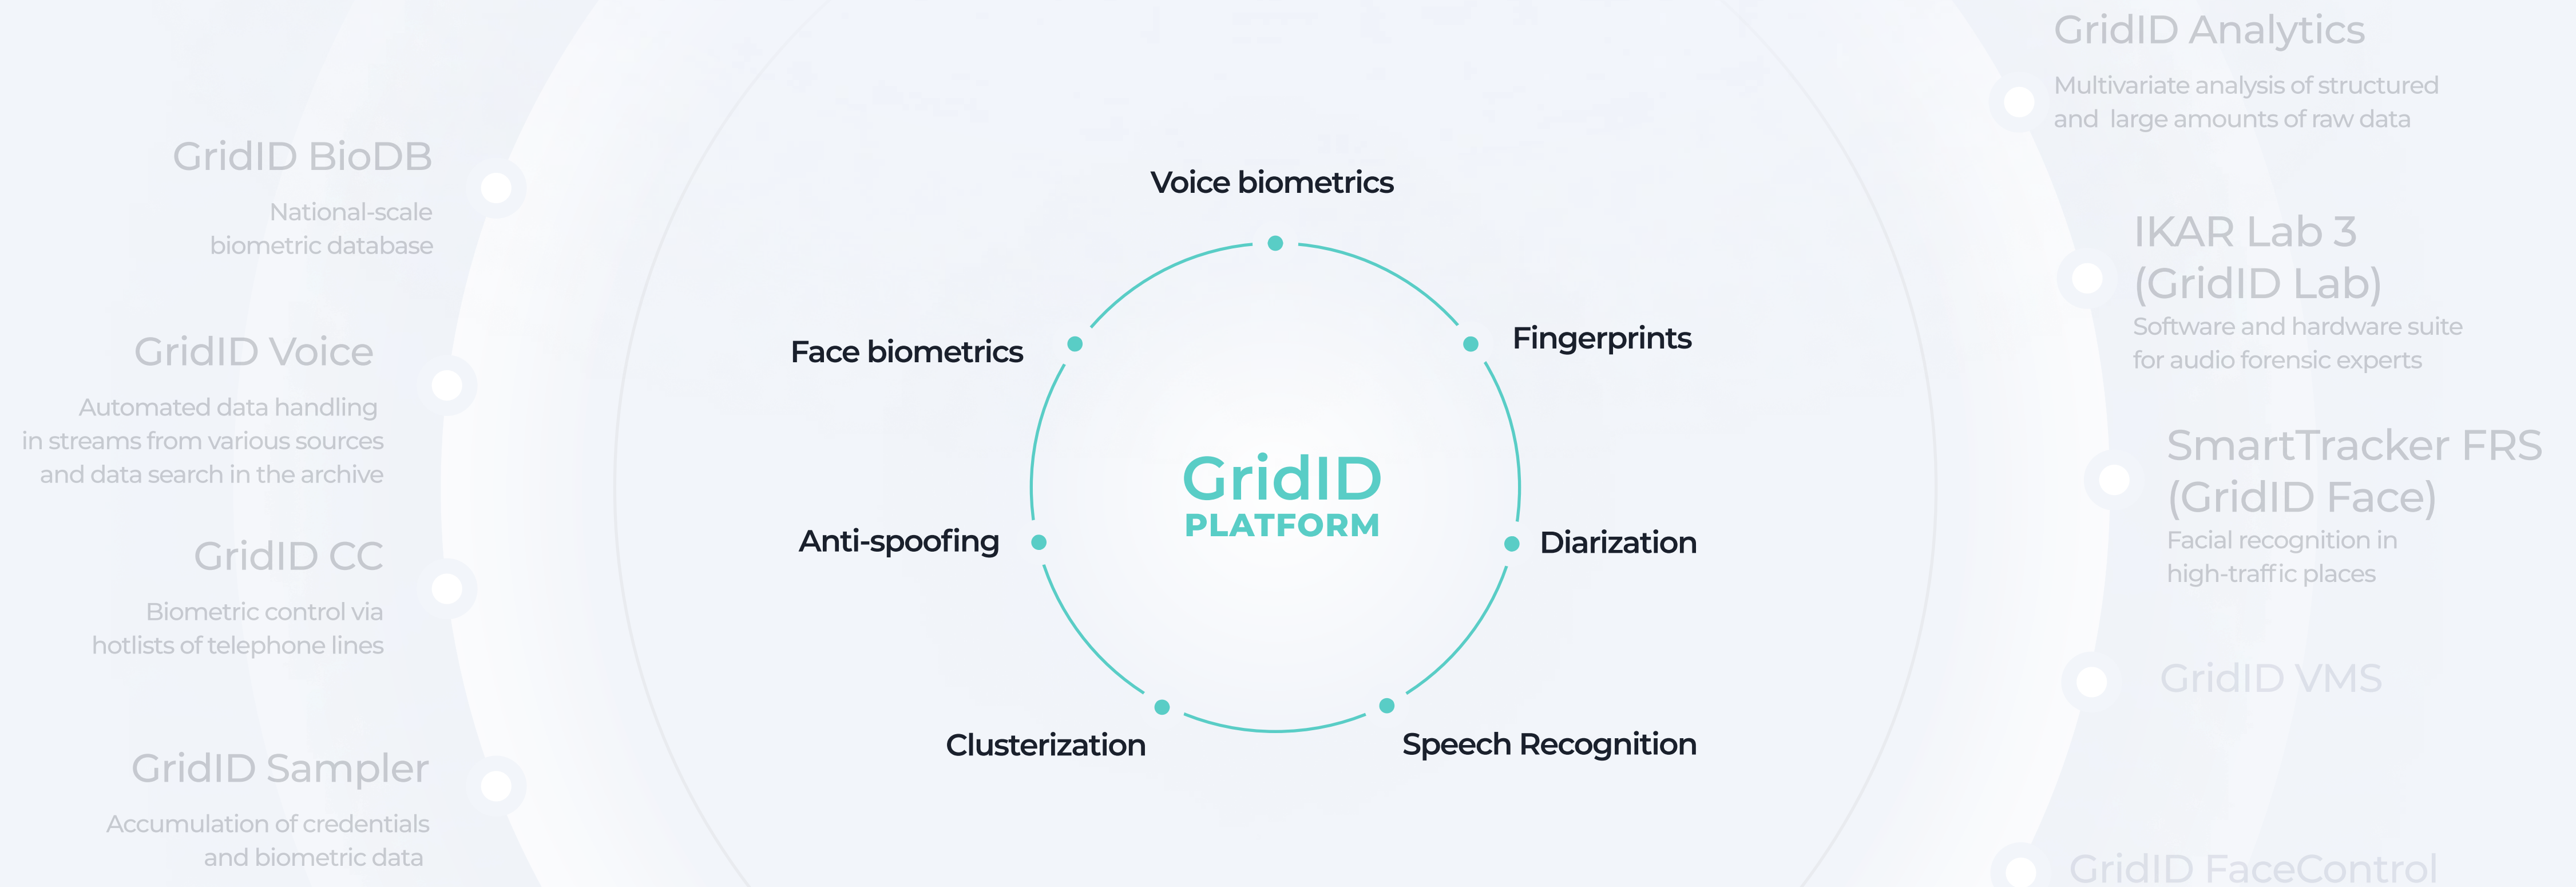 GridID BioDB
National-scale
biometric database
GridID Voice
Automated data handling
in streams from various sources
and data search in the archive
GridID CC
Biometric control via
hotlists of telephone lines
GridID Sampler
Accumulation of credentials
and biometric data
Voice biometrics
Face biometrics
Fingerprints
GridID
PLATFORM
Anti-spoofing
Diarization
Clusterization
Speech Recognition
GridID Analytics
Multivariate analysis of structured
and large amounts of raw data
IKAR Lab 3
(GridID Lab)
Software and hardware suite
for audio forensic experts
SmartTracker FRS
(GridID Face)
Facial recognition in
high-traffic places
GridID VMS
GridID FaceControl